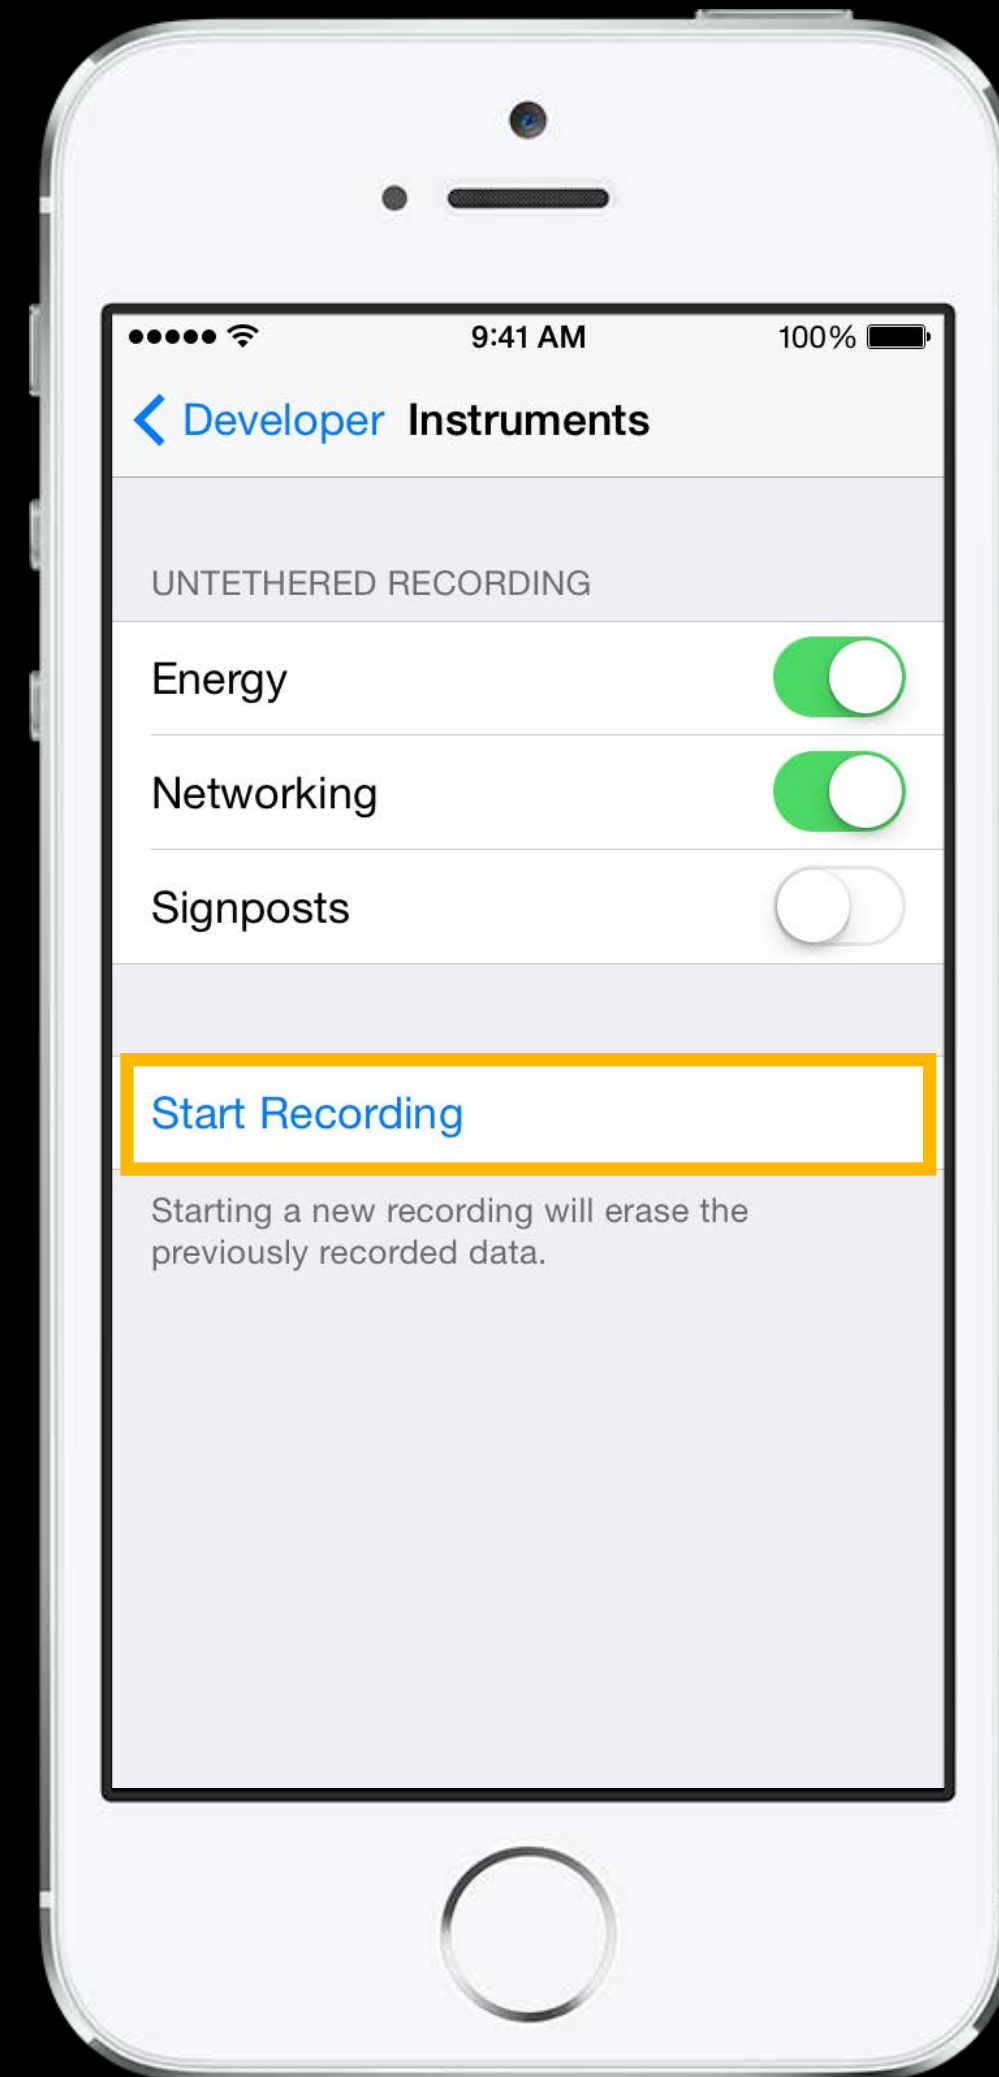 9:41 AM 100%
Developer Instruments
UNTETHERED RECORDING
Energy
Networking
Signposts
Start Recording
Starting a new recording will erase the
previously recorded data.